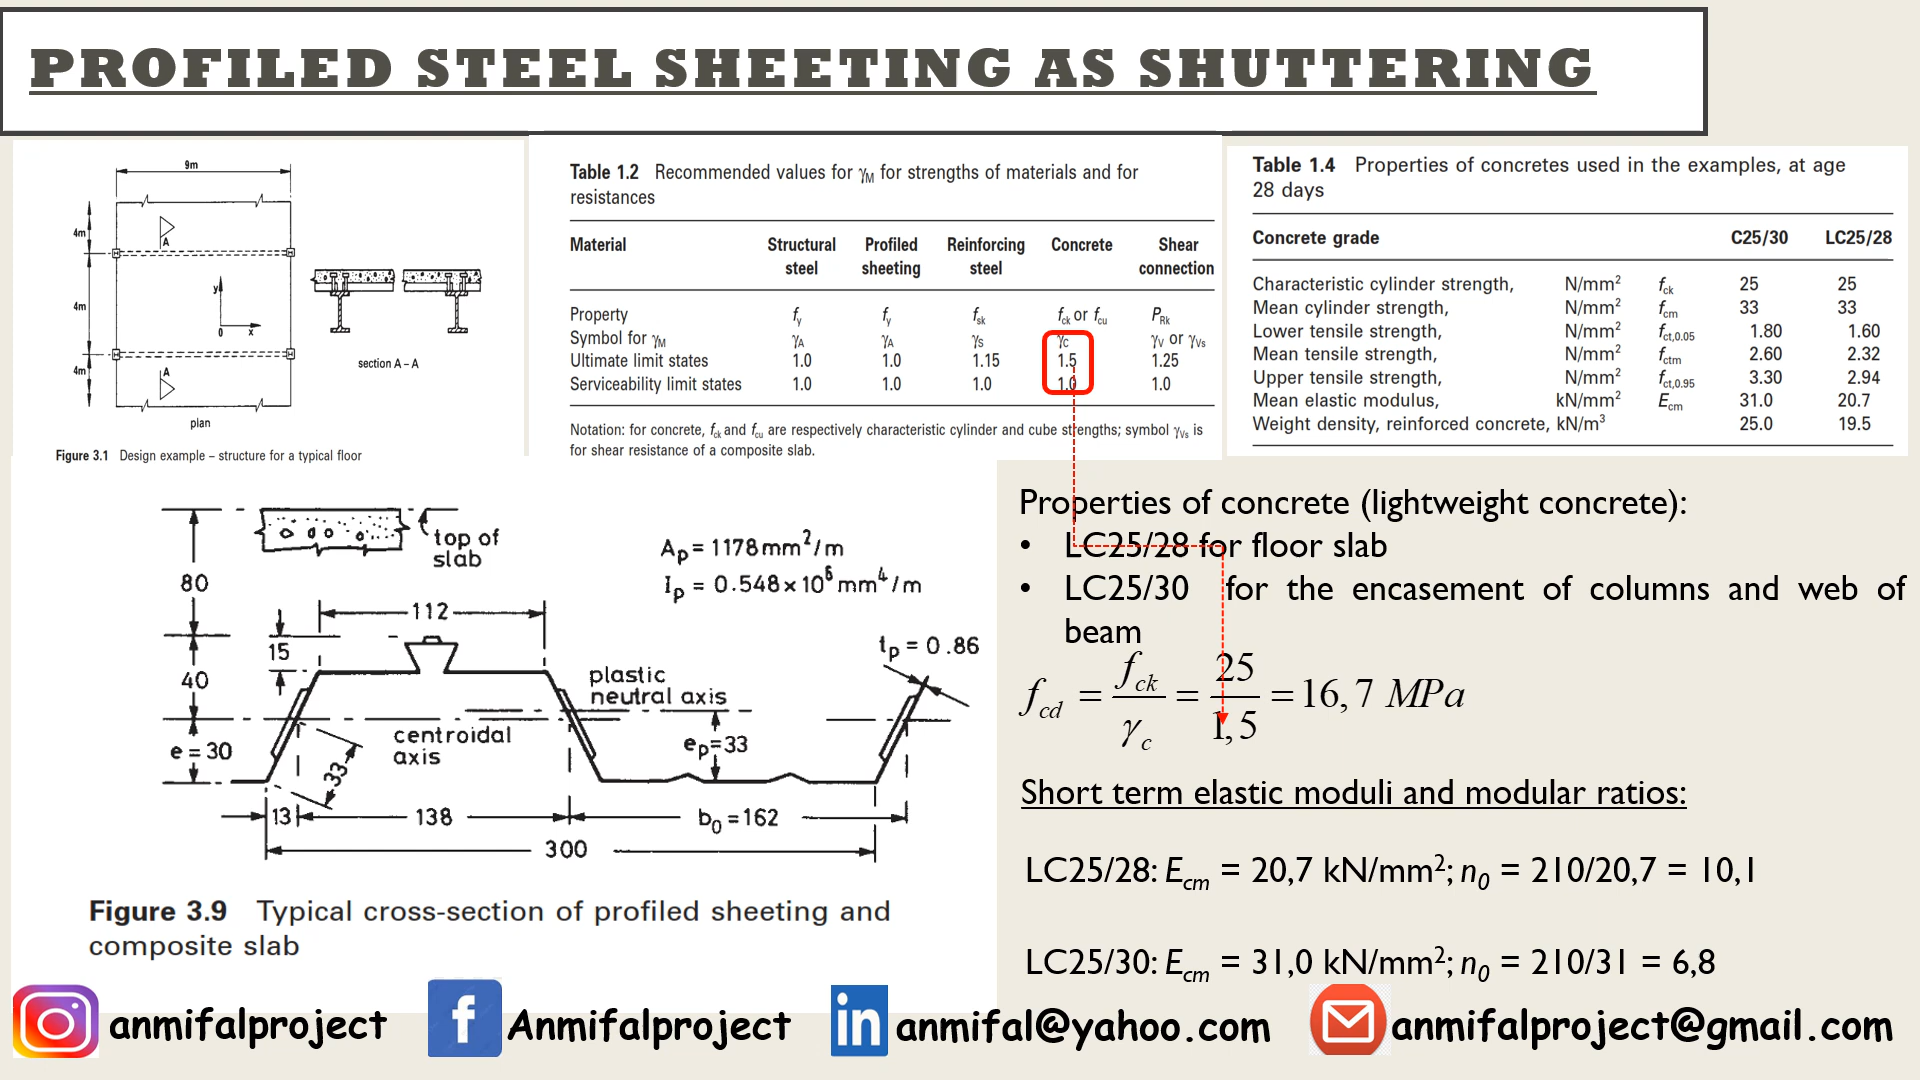 PROFILED STEEL SHEETING AS SHUTTERING
9m
4m
A
4m
y
0 x
4m
A
section A – A
plan
Figure 3.1 Design example – structure for a typical floor
Table 1.2 Recommended values for γM for strengths of materials and for
resistances
Material Structural steel Profiled sheeting Reinforcing steel Concrete Shear connection
Property fy fy fsk fck or fcu PRk
Symbol for γM γA γA γS γC γV or γVs
Ultimate limit states 1.0 1.0 1.15 1.5 1.25
Serviceability limit states 1.0 1.0 1.0 1.0 1.0
Notation: for concrete, fck and fcu are respectively characteristic cylinder and cube strengths; symbol γVs is
for shear resistance of a composite slab.
Table 1.4 Properties of concretes used in the examples, at age
28 days
Concrete grade C25/30 LC25/28
Characteristic cylinder strength, N/mm² fck 25 25
Mean cylinder strength, N/mm² fcm 33 33
Lower tensile strength, N/mm² fct,0.05 1.80 1.60
Mean tensile strength, N/mm² fctm 2.60 2.32
Upper tensile strength, N/mm² fct,0.95 3.30 2.94
Mean elastic modulus, kN/mm² Ecm 31.0 20.7
Weight density, reinforced concrete, kN/m³ 25.0 19.5
top of
slab
Ap = 1178 mm²/m
Ip = 0.548 × 10⁶ mm⁴/m
80
112
15
40
tp = 0.86
plastic
neutral axis
centroidal
axis
e = 30
33
ep = 33
13 138 b0 = 162
300
Figure 3.9 Typical cross-section of profiled sheeting and
composite slab
Properties of concrete (lightweight concrete):
• LC25/28 for floor slab
• LC25/30 for the encasement of columns and web of
beam
fcd = fck / γc = 25 / 1,5 = 16,7 MPa
Short term elastic moduli and modular ratios:
LC25/28: Ecm = 20,7 kN/mm²; n0 = 210/20,7 = 10,1
LC25/30: Ecm = 31,0 kN/mm²; n0 = 210/31 = 6,8
anmifalproject
f Anmifalproject
in anmifal@yahoo.com
anmifalproject@gmail.com